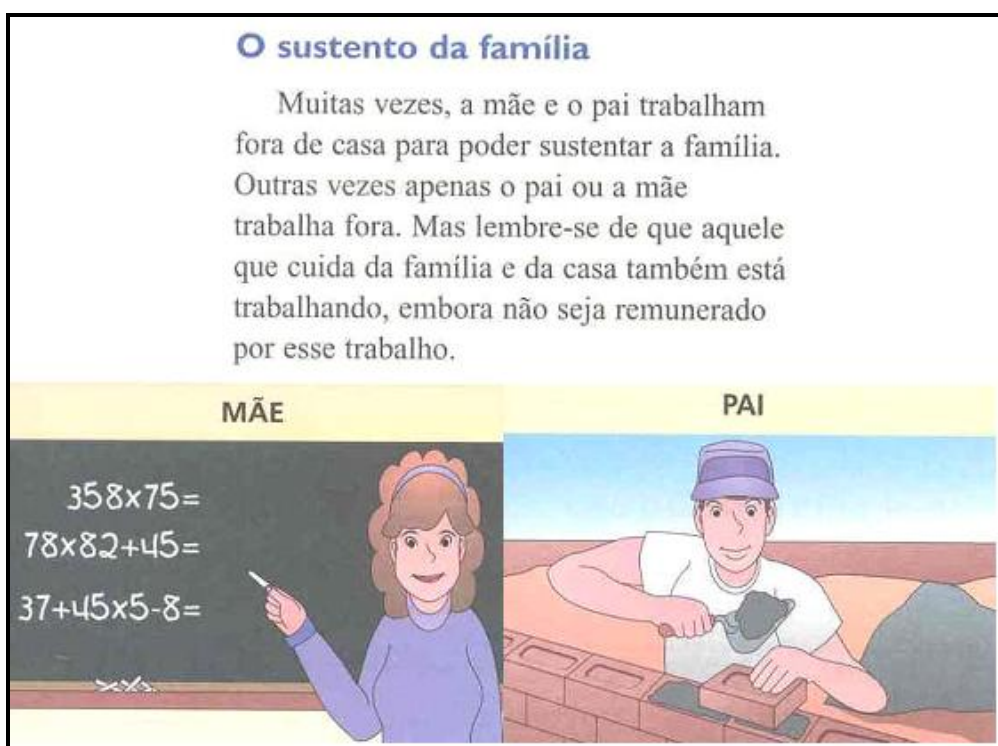 O sustento da família
Muitas vezes, a mãe e o pai trabalham
fora de casa para poder sustentar a família.
Outras vezes apenas o pai ou a mãe
trabalha fora. Mas lembre-se de que aquele
que cuida da família e da casa também está
trabalhando, embora não seja remunerado
por esse trabalho.
MÃE
PAI
358x75=
78x82+45=
37+45x5-8=